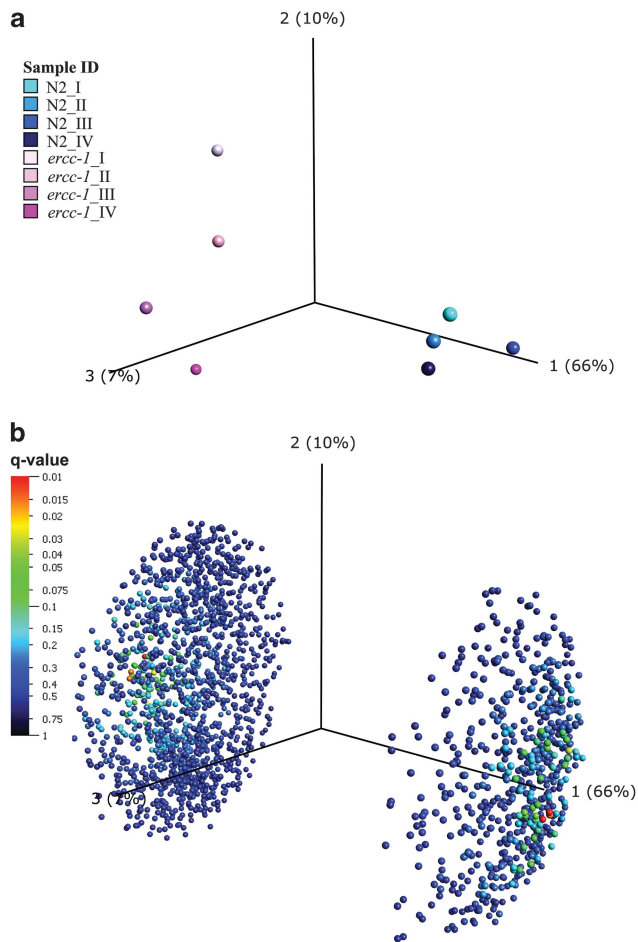 a
2 (10%)
Sample ID
N2_I
N2_II
N2_III
N2_IV
ercc-1_I
ercc-1_II
ercc-1_III
ercc-1_IV
3 (7%)
1 (66%)
b
2 (10%)
q-value
0.01
0.015
0.02
0.03
0.04
0.05
0.075
0.1
0.15
0.2
0.3
0.4
0.5
0.75
1
3 (7%)
1 (66%)